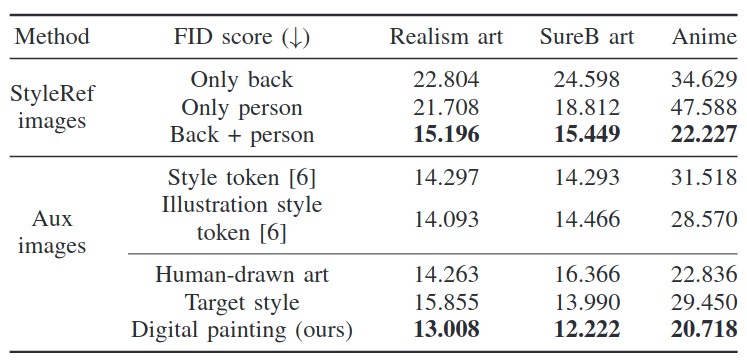 Method FID score (↓) Realism art SureB art Anime
StyleRef images Only back 22.804 24.598 34.629
Only person 21.708 18.812 47.588
Back + person 15.196 15.449 22.227
Aux images Style token [6] 14.297 14.293 31.518
Illustration style token [6] 14.093 14.466 28.570
Human-drawn art 14.263 16.366 22.836
Target style 15.855 13.990 29.450
Digital painting (ours) 13.008 12.222 20.718